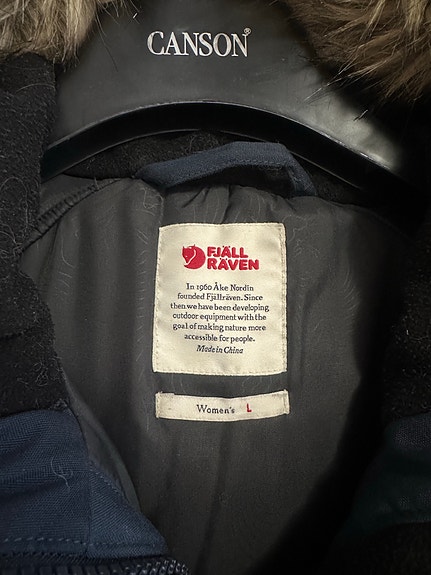 CANSON®
FJÄLL
RÄVEN
In 1960 Åke Nordin
founded Fjällräven. Since
then we have been developing
outdoor equipment with the
goal of making nature more
accessible for people.
Made in China
Women's L